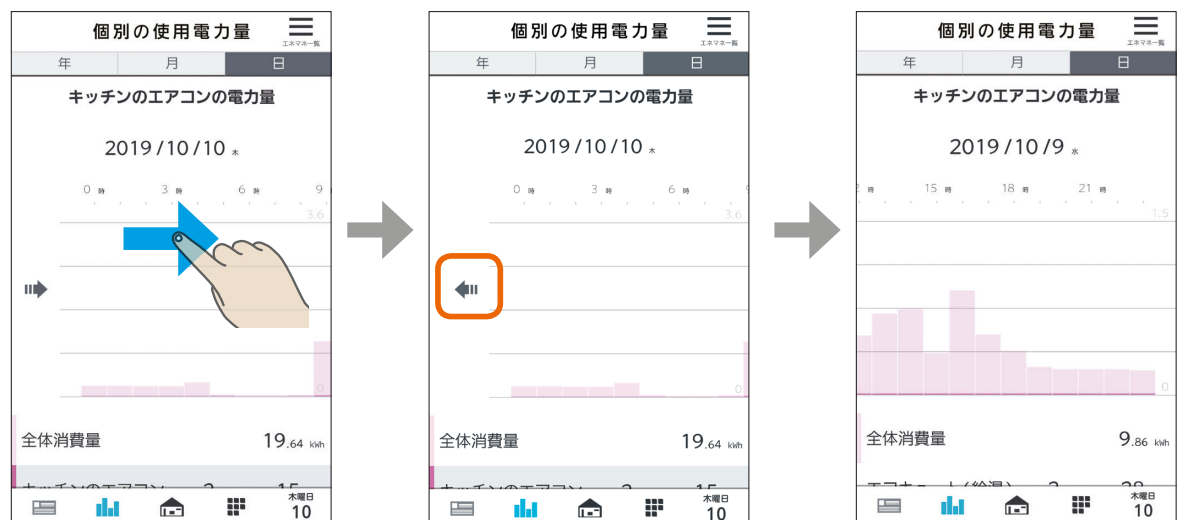 個別の使用電力量
エネマネ一覧
年 月 日
キッチンのエアコンの電力量
2019/10/10 木
0 時 3 時 6 時 9
3.6
0
全体消費量 19.64 kWh
木曜日
10
個別の使用電力量
エネマネ一覧
年 月 日
キッチンのエアコンの電力量
2019/10/10 木
0 時 3 時 6 時
3.6
0
全体消費量 19.64 kWh
木曜日
10
個別の使用電力量
エネマネ一覧
年 月 日
キッチンのエアコンの電力量
2019/10/9 水
時 15 時 18 時 21 時
1.5
0
全体消費量 9.86 kWh
木曜日
10